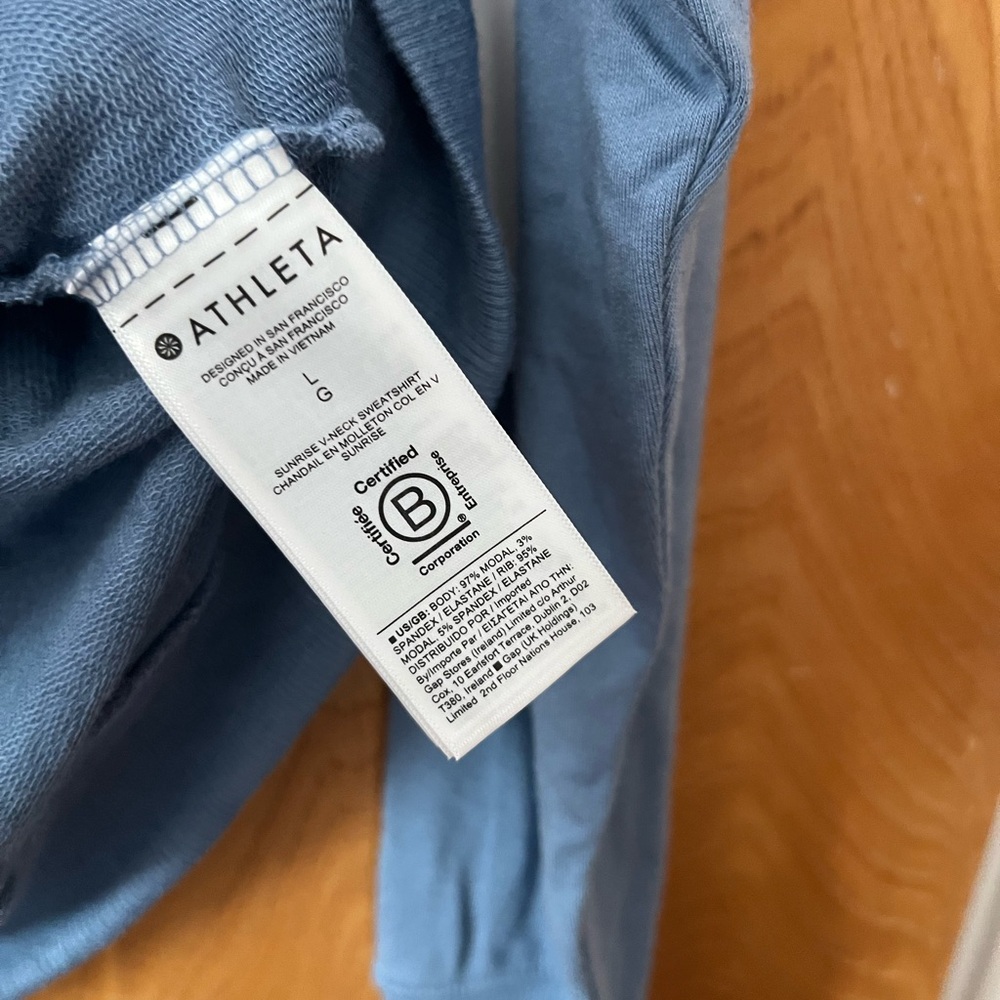 ATHLETA
DESIGNED IN SAN FRANCISCO
CONÇU À SAN FRANCISCO
MADE IN VIETNAM
L
G
SUNRISE V-NECK SWEATSHIRT
CHANDAIL EN MOLLETON COL EN V
SUNRISE
Certified
Certifiée
B
Entreprise
®
Corporation
■ US/GB: BODY: 97% MODAL, 3%
SPANDEX / ELASTANE / RIB: 95%
MODAL, 5% SPANDEX / ELASTANE
DISTRIBUIDO POR / Imported
By/Importe Par / ΕΙΣΑΓΕΤΑΙ ΑΠΟ ΤΗΝ:
Gap Stores (Ireland) Limited c/o Arthur
Cox, 10 Earlsfort Terrace, Dublin 2, D02
T380, Ireland ■ Gap (UK Holdings)
Limited 2nd Floor Nations House, 103